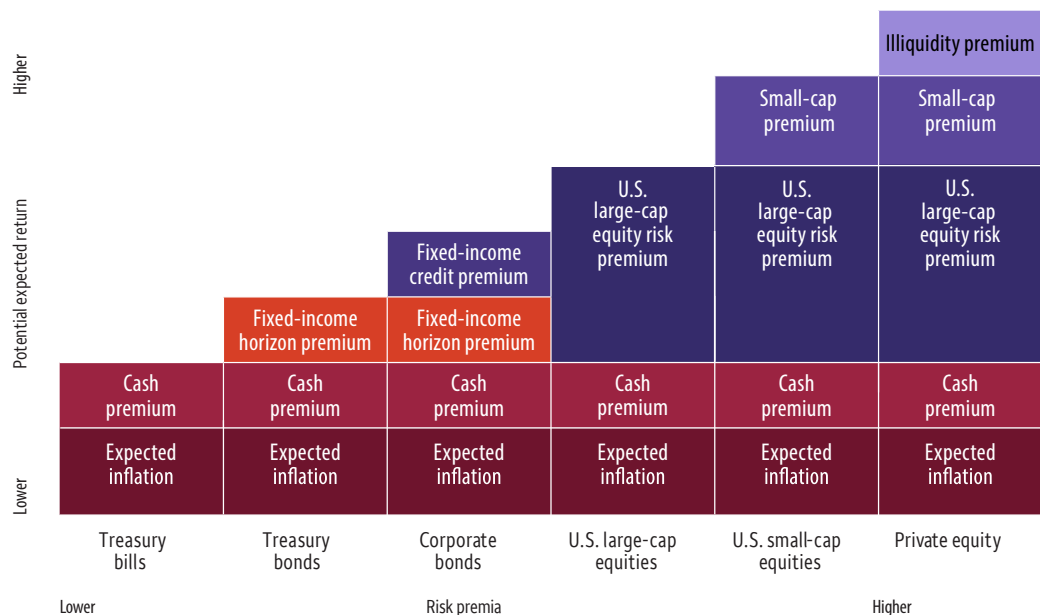 Higher
Potential expected return
Lower
Illiquidity premium
Small-cap
premium
Small-cap
premium
U.S.
large-cap
equity risk
premium
U.S.
large-cap
equity risk
premium
U.S.
large-cap
equity risk
premium
Fixed-income
credit premium
Fixed-income
horizon premium
Fixed-income
horizon premium
Cash
premium
Cash
premium
Cash
premium
Cash
premium
Cash
premium
Cash
premium
Expected
inflation
Expected
inflation
Expected
inflation
Expected
inflation
Expected
inflation
Expected
inflation
Treasury
bills
Treasury
bonds
Corporate
bonds
U.S. large-cap
equities
U.S. small-cap
equities
Private equity
Lower
Risk premia
Higher